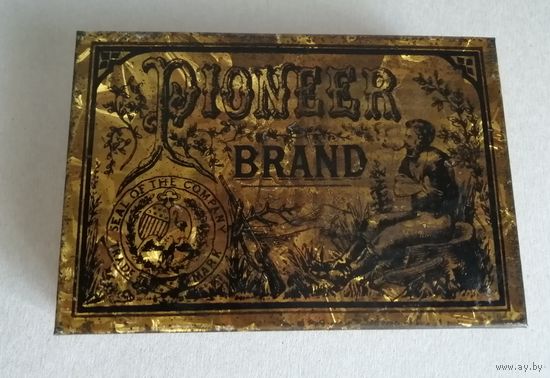 PIONEER
BRAND
SEAL OF THE COMPANY
TRADE MARK
www.ay.by